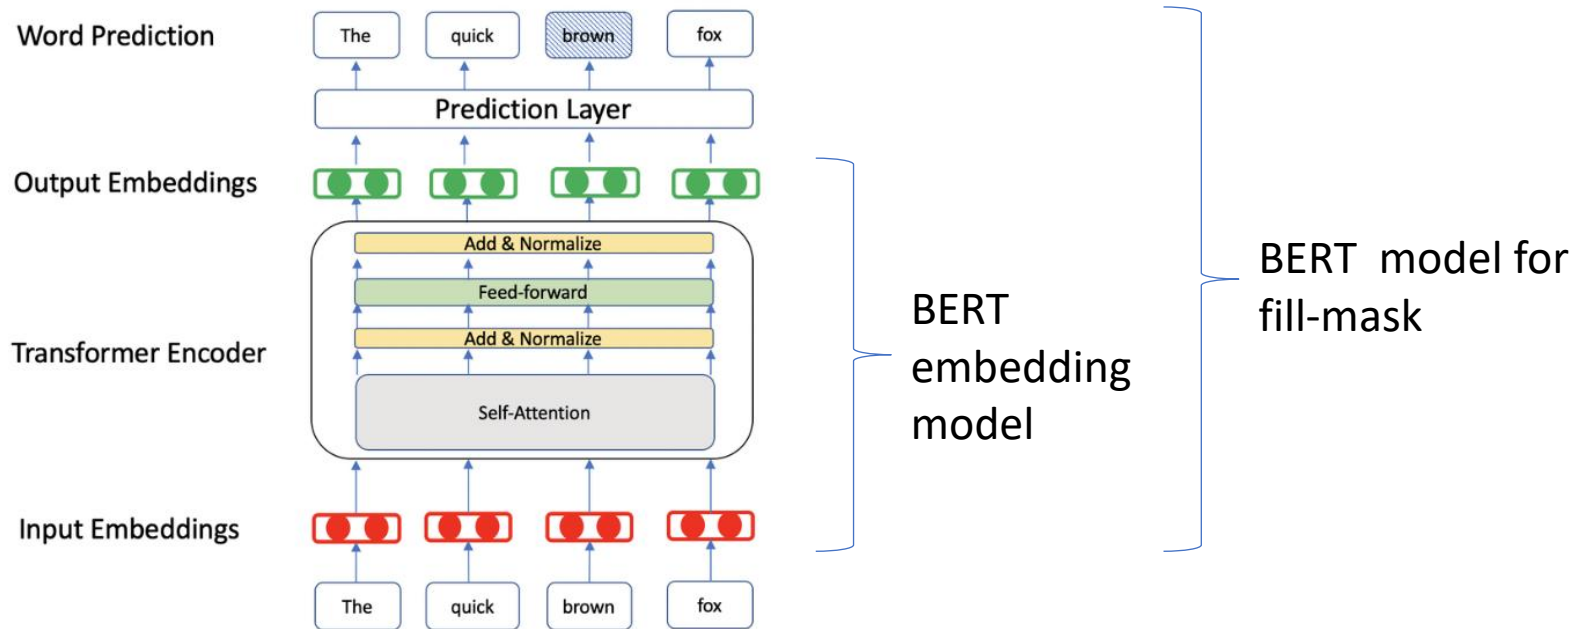 Word Prediction
The quick brown fox
Prediction Layer
Output Embeddings
Add & Normalize
Feed-forward
Add & Normalize
Transformer Encoder
Self-Attention
Input Embeddings
The quick brown fox
BERT
embedding
model
BERT model for
fill-mask